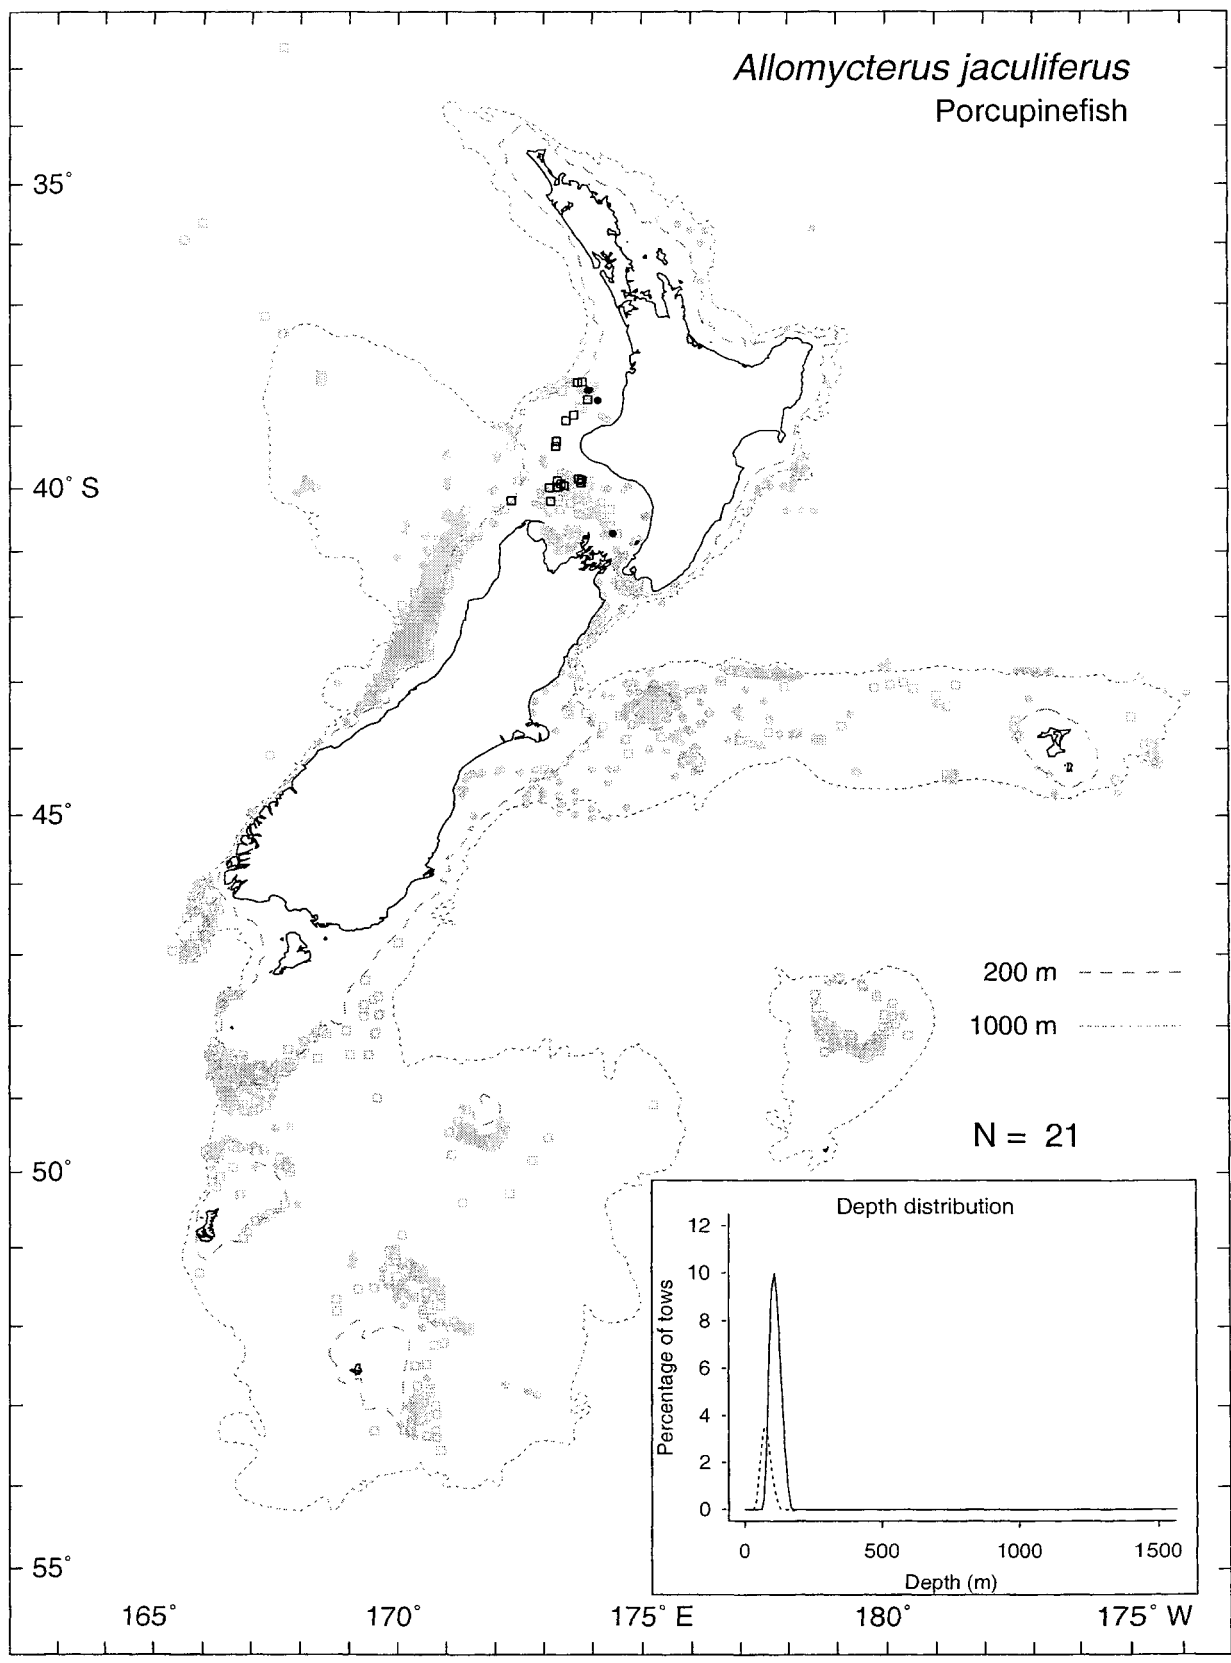 Allomycterus jaculiferus
Porcupinefish
35°
40° S
45°
200 m
1000 m
N = 21
50°
Depth distribution
12
10
8
6
4
2
0
Percentage of tows
0 500 1000 1500
Depth (m)
55°
165° 170° 175° E 180° 175° W